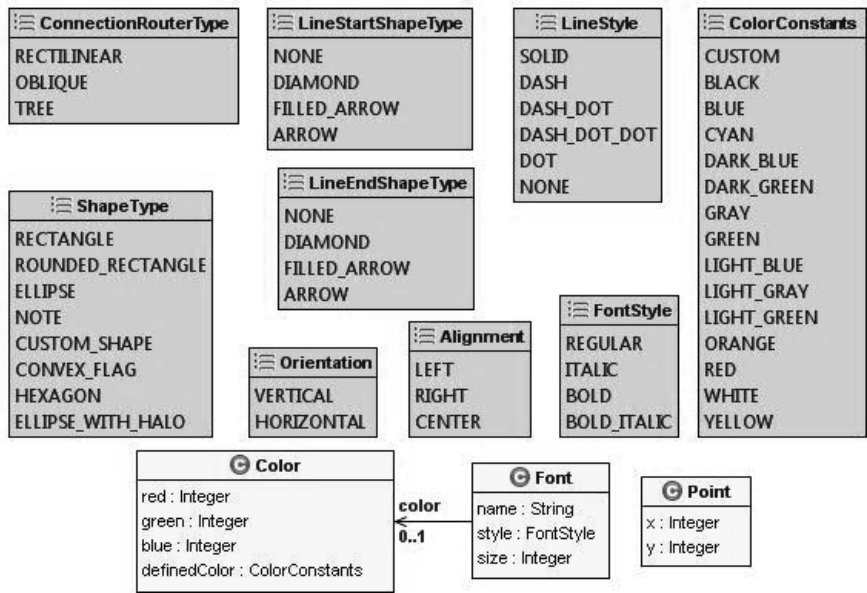 ConnectionRouterType
RECTILINEAR
OBLIQUE
TREE
LineStartShapeType
NONE
DIAMOND
FILLED_ARROW
ARROW
LineStyle
SOLID
DASH
DASH_DOT
DASH_DOT_DOT
DOT
NONE
ColorConstants
CUSTOM
BLACK
BLUE
CYAN
DARK_BLUE
DARK_GREEN
GRAY
GREEN
LIGHT_BLUE
LIGHT_GRAY
LIGHT_GREEN
ORANGE
RED
WHITE
YELLOW
ShapeType
RECTANGLE
ROUNDED_RECTANGLE
ELLIPSE
NOTE
CUSTOM_SHAPE
CONVEX_FLAG
HEXAGON
ELLIPSE_WITH_HALO
LineEndShapeType
NONE
DIAMOND
FILLED_ARROW
ARROW
Orientation
VERTICAL
HORIZONTAL
Alignment
LEFT
RIGHT
CENTER
FontStyle
REGULAR
ITALIC
BOLD
BOLD_ITALIC
C Color
red : Integer
green : Integer
blue : Integer
definedColor : ColorConstants
color
0..1
C Font
name : String
style : FontStyle
size : Integer
C Point
x : Integer
y : Integer